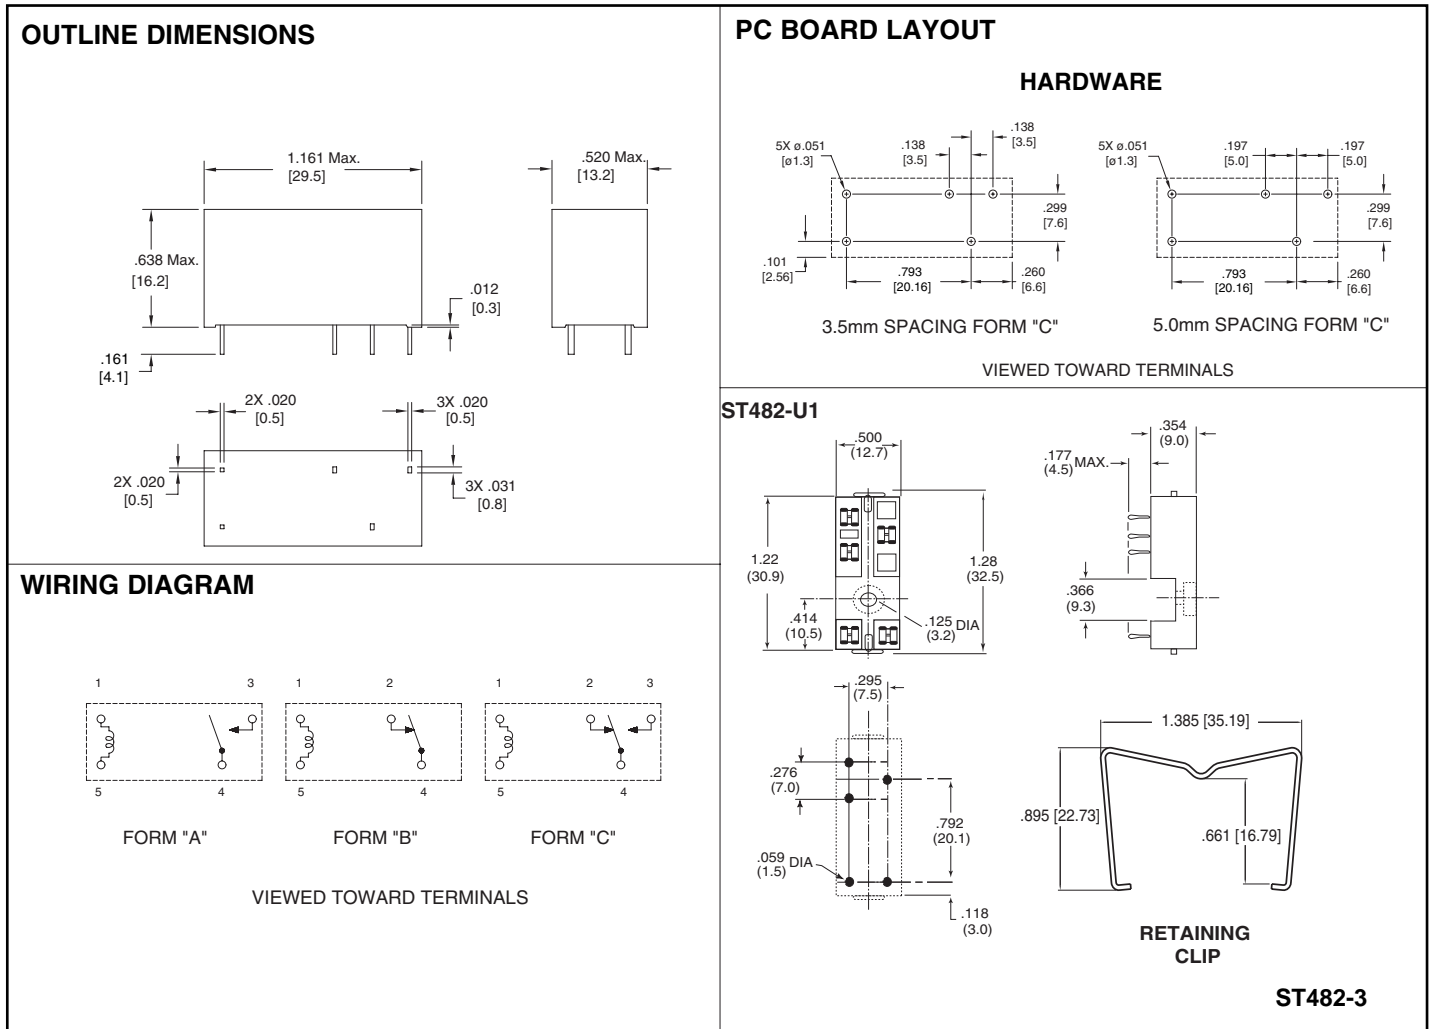 OUTLINE DIMENSIONS
1.161 Max.
[29.5]
.520 Max.
[13.2]
.638 Max.
[16.2]
.012
[0.3]
.161
[4.1]
2X .020
[0.5]
3X .020
[0.5]
2X .020
[0.5]
3X .031
[0.8]
WIRING DIAGRAM
1
3
5
4
FORM "A"
1
2
5
4
FORM "B"
1
2
3
5
4
FORM "C"
VIEWED TOWARD TERMINALS
PC BOARD LAYOUT
HARDWARE
5X ø.051
[ø1.3]
.138
[3.5]
.138
[3.5]
.299
[7.6]
.101
[2.56]
.793
[20.16]
.260
[6.6]
3.5mm SPACING FORM "C"
5X ø.051
[ø1.3]
.197
[5.0]
.197
[5.0]
.299
[7.6]
.793
[20.16]
.260
[6.6]
5.0mm SPACING FORM "C"
VIEWED TOWARD TERMINALS
ST482-U1
.500
(12.7)
1.22
(30.9)
1.28
(32.5)
.414
(10.5)
.125 DIA
(3.2)
.354
(9.0)
.177 MAX.
(4.5)
.366
(9.3)
.295
(7.5)
.276
(7.0)
.792
(20.1)
.059 DIA
(1.5)
.118
(3.0)
1.385 [35.19]
.895 [22.73]
.661 [16.79]
RETAINING
CLIP
ST482-3